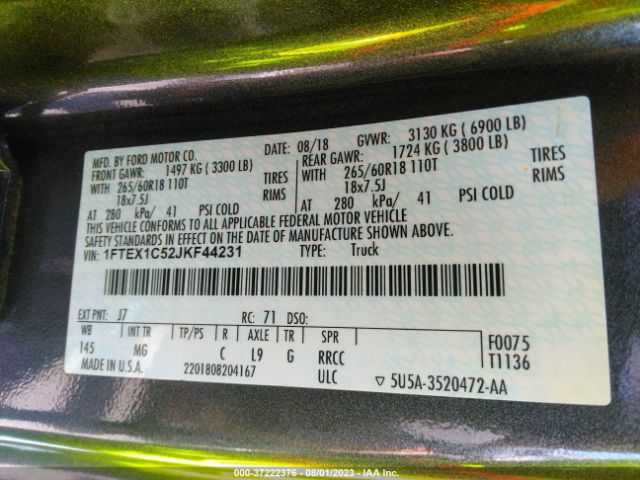 MFD. BY FORD MOTOR CO.
DATE: 08/18 GVWR: 3130 KG ( 6900 LB)
FRONT GAWR: 1497 KG ( 3300 LB)
REAR GAWR: 1724 KG ( 3800 LB)
WITH 265/60R18 110T TIRES
WITH 265/60R18 110T TIRES
18x7.5J RIMS
18x7.5J RIMS
AT 280 kPa/ 41 PSI COLD
AT 280 kPa/ 41 PSI COLD
THIS VEHICLE CONFORMS TO ALL APPLICABLE FEDERAL MOTOR VEHICLE
SAFETY STANDARDS IN EFFECT ON THE DATE OF MANUFACTURE SHOWN ABOVE.
VIN: 1FTEX1C52JKF44231 TYPE: Truck
EXT PNT: J7 RC: 71 DSO:
WB INT TR TP/PS R AXLE TR SPR F0075
145 MG C L9 G RRCC T1136
MADE IN U.S.A. 2201808204167 ULC ▽ 5U5A-3520472-AA
000-37222376 - 08/01/2023 - IAA Inc.